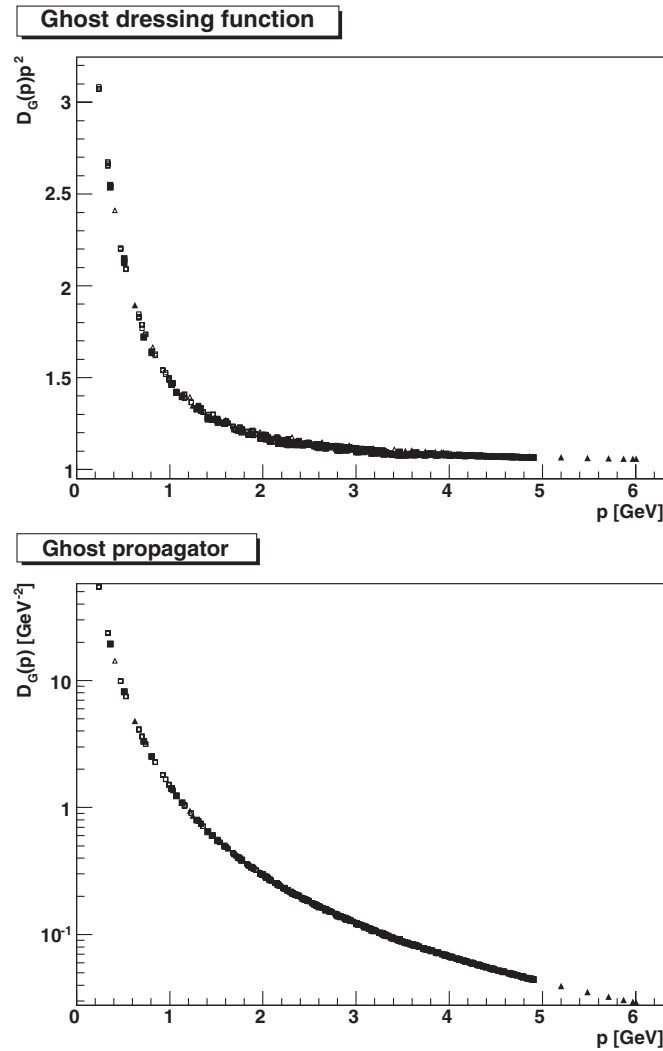 Ghost dressing function
D_G(p)p^2
3
2.5
2
1.5
1
0 1 2 3 4 5 6
p [GeV]
Ghost propagator
D_G(p) [GeV^-2]
10
1
10^-1
0 1 2 3 4 5 6
p [GeV]